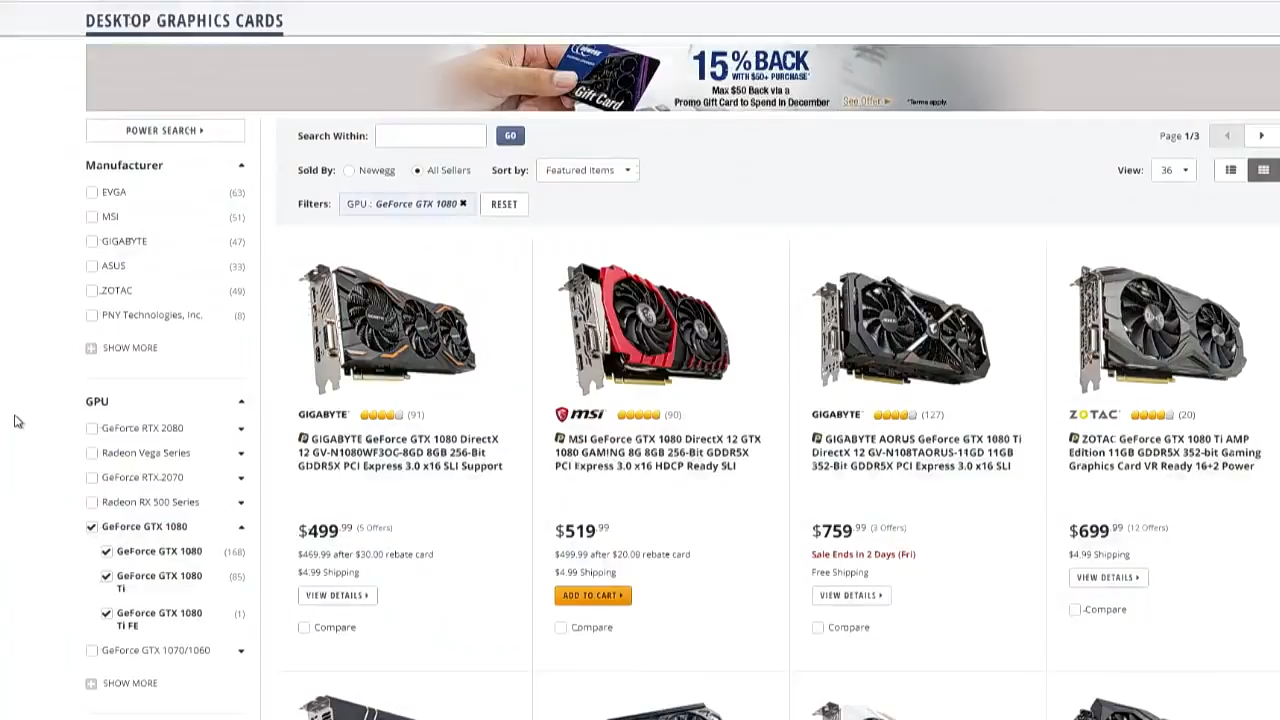 DESKTOP GRAPHICS CARDS
Gift Card
15% BACK
WITH $50+ PURCHASE*
Max $50 Back via a
Promo Gift Card to Spend in December
See Offer ▸
*Terms apply.
POWER SEARCH ▸
Manufacturer
EVGA (63)
MSI (51)
GIGABYTE (47)
ASUS (33)
ZOTAC (49)
PNY Technologies, Inc. (8)
SHOW MORE
GPU
GeForce RTX 2080
Radeon Vega Series
GeForce RTX 2070
Radeon RX 500 Series
GeForce GTX 1080
GeForce GTX 1080 (168)
GeForce GTX 1080 (85)
Ti
GeForce GTX 1080 (1)
Ti FE
GeForce GTX 1070/1060
SHOW MORE
Search Within: GO
Page 1/3
Sold By: Newegg All Sellers Sort by: Featured Items
View: 36
Filters: GPU : GeForce GTX 1080 ✖ RESET
GIGABYTE (91)
GIGABYTE GeForce GTX 1080 DirectX
12 GV-N1080WF3OC-8GD 8GB 256-Bit
GDDR5X PCI Express 3.0 x16 SLI Support
$499.99 (5 Offers)
$469.99 after $30.00 rebate card
$4.99 Shipping
VIEW DETAILS ▸
Compare
msi (90)
MSI GeForce GTX 1080 DirectX 12 GTX
1080 GAMING 8G 8GB 256-Bit GDDR5X
PCI Express 3.0 x16 HDCP Ready SLI
$519.99
$499.99 after $20.00 rebate card
$4.99 Shipping
ADD TO CART ▸
Compare
GIGABYTE (127)
GIGABYTE AORUS GeForce GTX 1080 Ti
DirectX 12 GV-N108TAORUS-11GD 11GB
352-Bit GDDR5X PCI Express 3.0 x16 SLI
$759.99 (3 Offers)
Sale Ends in 2 Days (Fri)
Free Shipping
VIEW DETAILS ▸
Compare
ZOTAC (20)
ZOTAC GeForce GTX 1080 Ti AMP
Edition 11GB GDDR5X 352-bit Gaming
Graphics Card VR Ready 16+2 Power
$699.99 (12 Offers)
$4.99 Shipping
VIEW DETAILS ▸
Compare